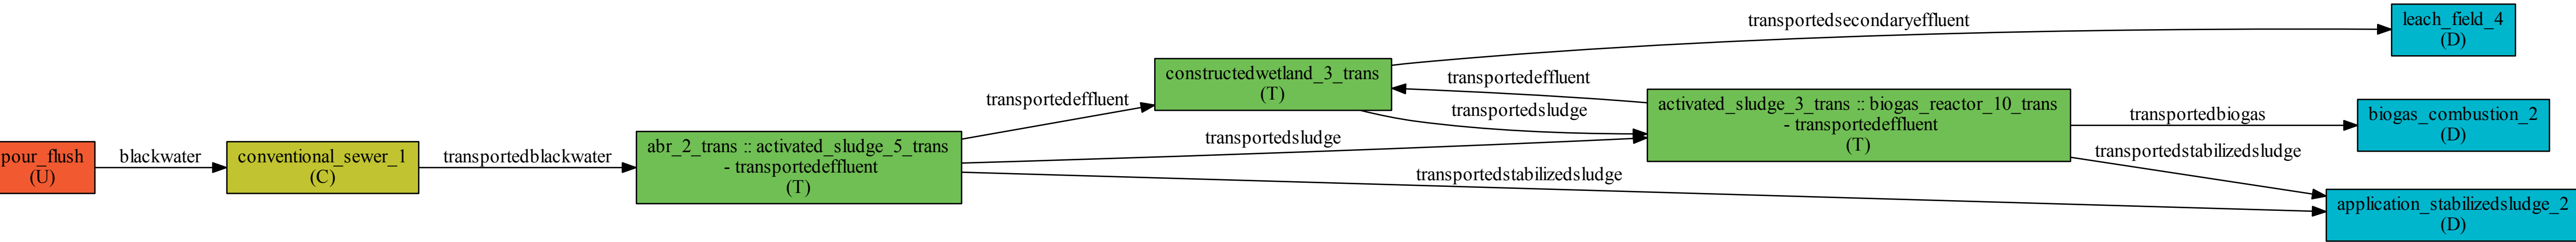 pour_flush
(U)
blackwater
conventional_sewer_1
(C)
transportedblackwater
abr_2_trans :: activated_sludge_5_trans
- transportedeffluent
(T)
transportedeffluent
transportedsludge
transportedstabilizedsludge
constructedwetland_3_trans
(T)
transportedsecondaryeffluent
transportedeffluent
transportedsludge
activated_sludge_3_trans :: biogas_reactor_10_trans
- transportedeffluent
(T)
transportedbiogas
transportedstabilizedsludge
leach_field_4
(D)
biogas_combustion_2
(D)
application_stabilizedsludge_2
(D)